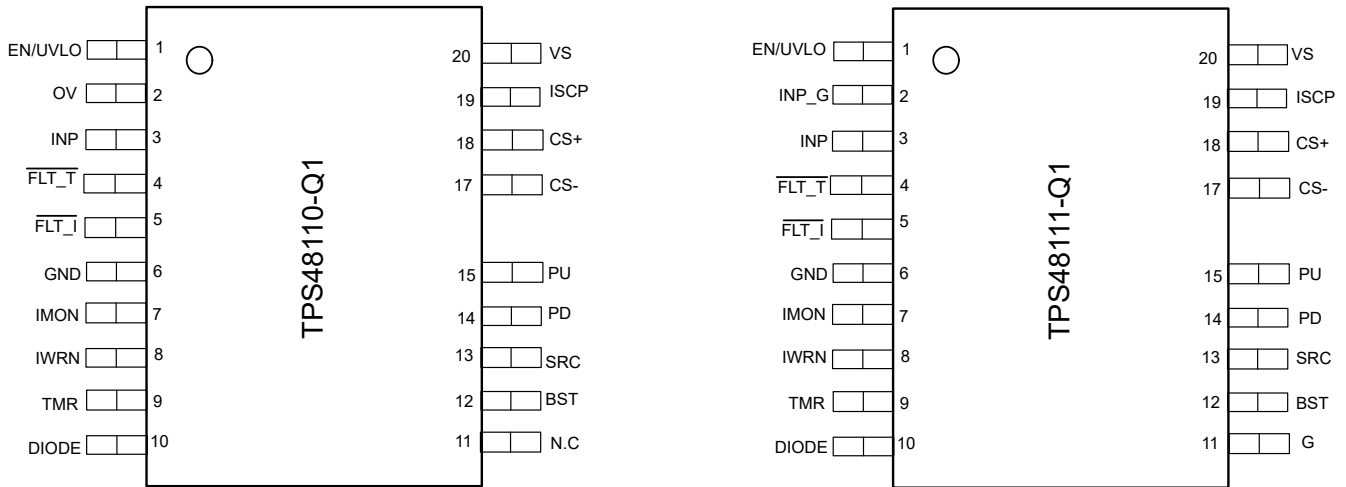 EN/UVLO 1
OV 2
INP 3
FLT_T 4
FLT_I 5
GND 6
IMON 7
IWRN 8
TMR 9
DIODE 10
TPS48110-Q1
20 VS
19 ISCP
18 CS+
17 CS-
15 PU
14 PD
13 SRC
12 BST
11 N.C
EN/UVLO 1
INP_G 2
INP 3
FLT_T 4
FLT_I 5
GND 6
IMON 7
IWRN 8
TMR 9
DIODE 10
TPS48111-Q1
20 VS
19 ISCP
18 CS+
17 CS-
15 PU
14 PD
13 SRC
12 BST
11 G